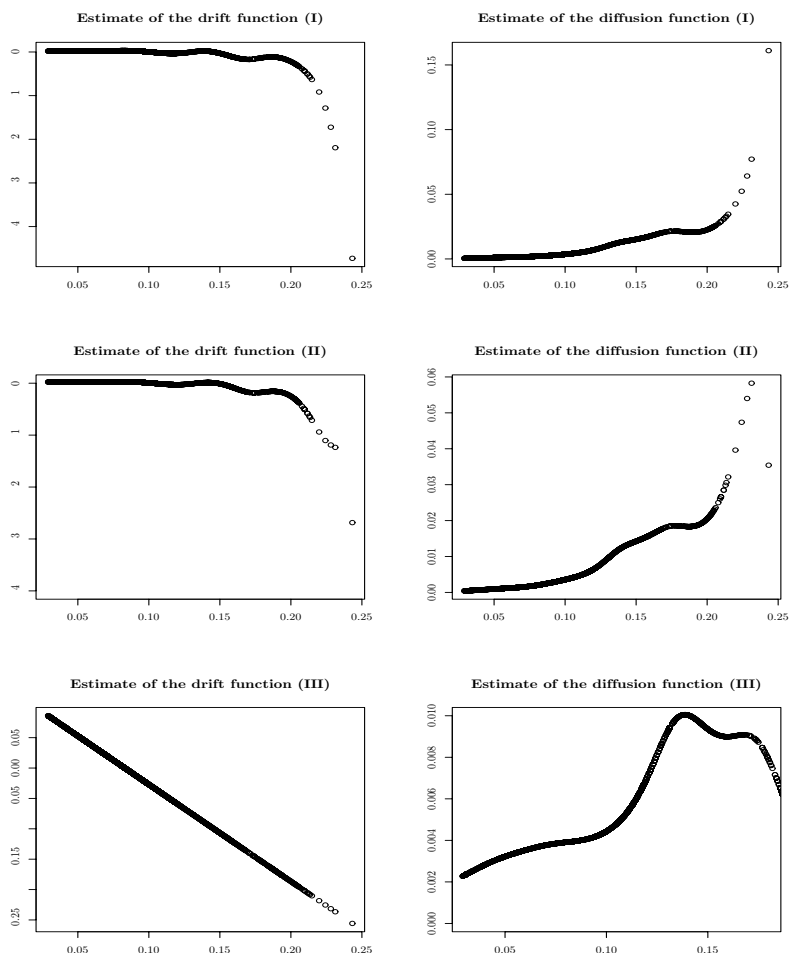 Estimate of the drift function (I)
0
1
2
3
4
0.05 0.10 0.15 0.20 0.25
Estimate of the diffusion function (I)
0.15
0.10
0.05
0.00
0.05 0.10 0.15 0.20 0.25
Estimate of the drift function (II)
0
1
2
3
4
0.05 0.10 0.15 0.20 0.25
Estimate of the diffusion function (II)
0.06
0.05
0.04
0.03
0.02
0.01
0.00
0.05 0.10 0.15 0.20 0.25
Estimate of the drift function (III)
0.05
0.00
0.05
0.15
0.25
0.05 0.10 0.15 0.20 0.25
Estimate of the diffusion function (III)
0.010
0.008
0.006
0.004
0.002
0.000
0.05 0.10 0.15